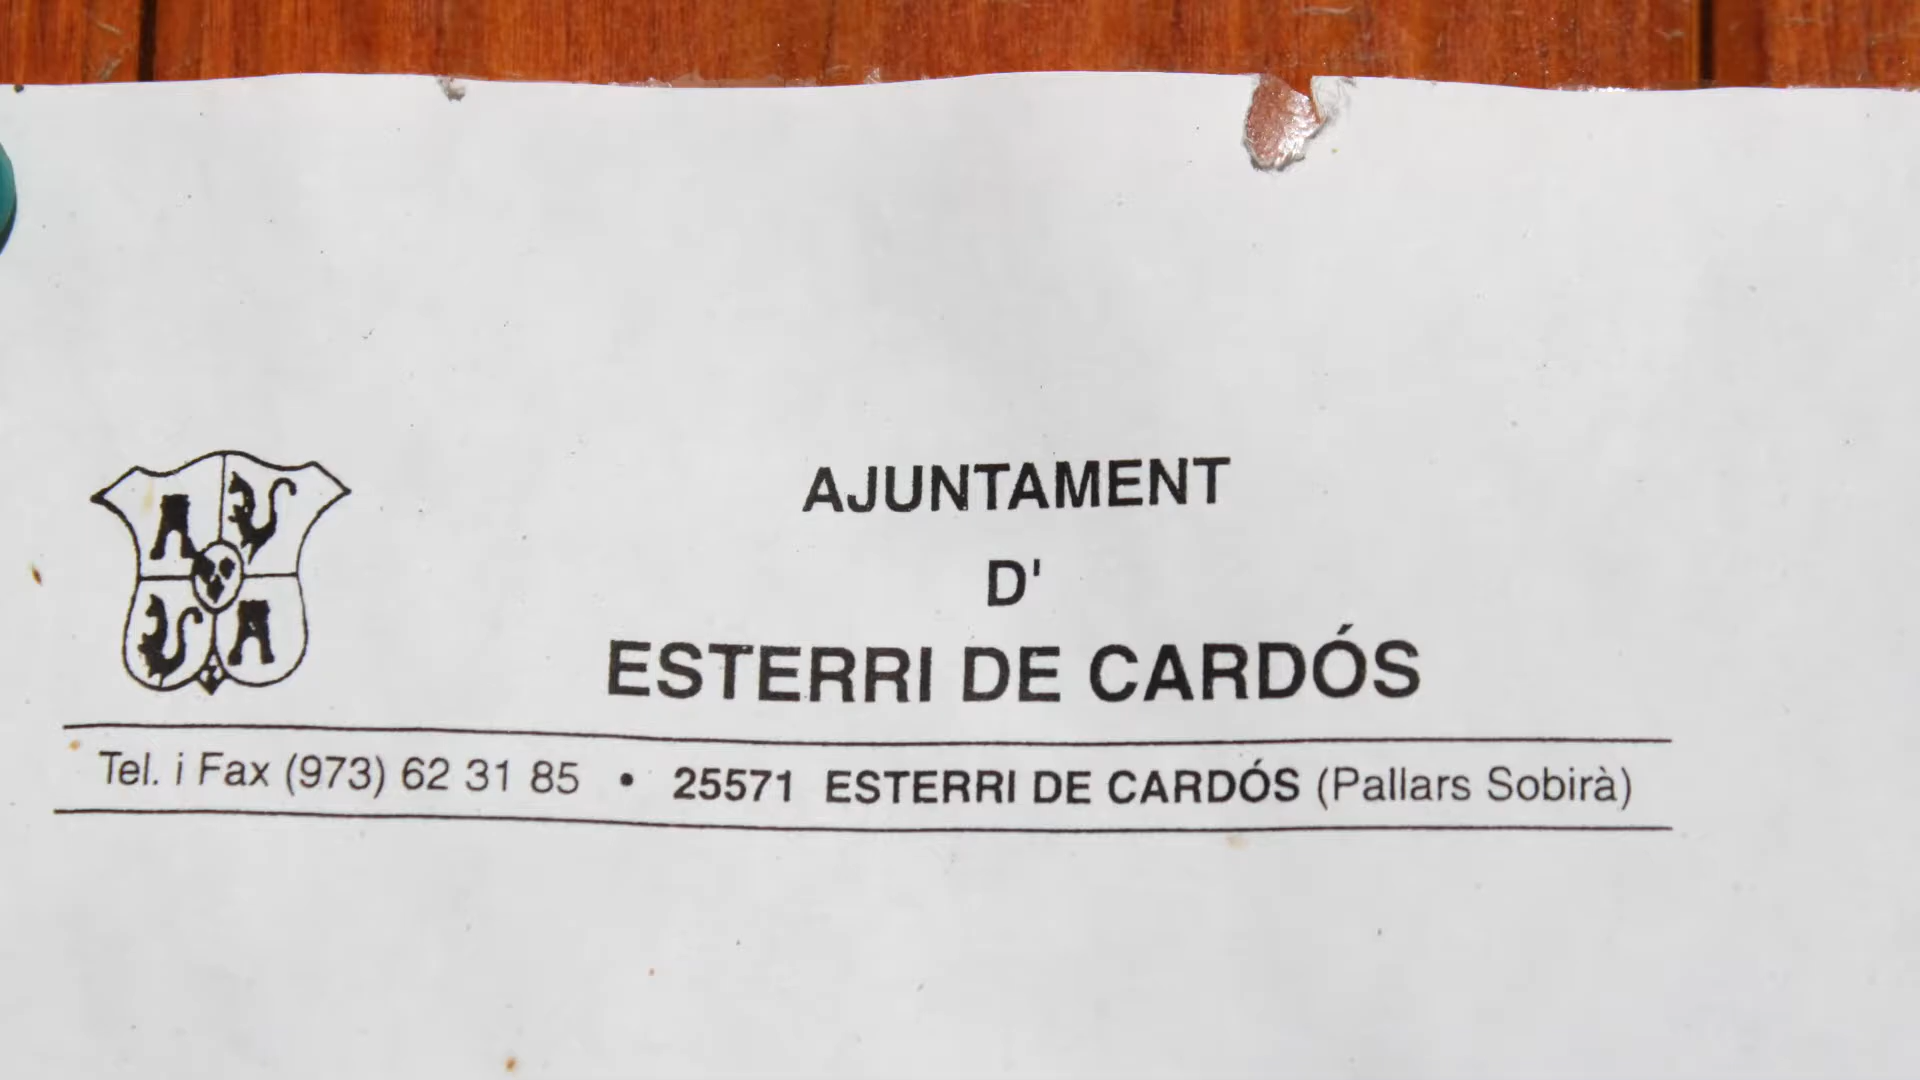 AJUNTAMENT
D'
ESTERRI DE CARDÓS
Tel. i Fax (973) 62 31 85 • 25571 ESTERRI DE CARDÓS (Pallars Sobirà)